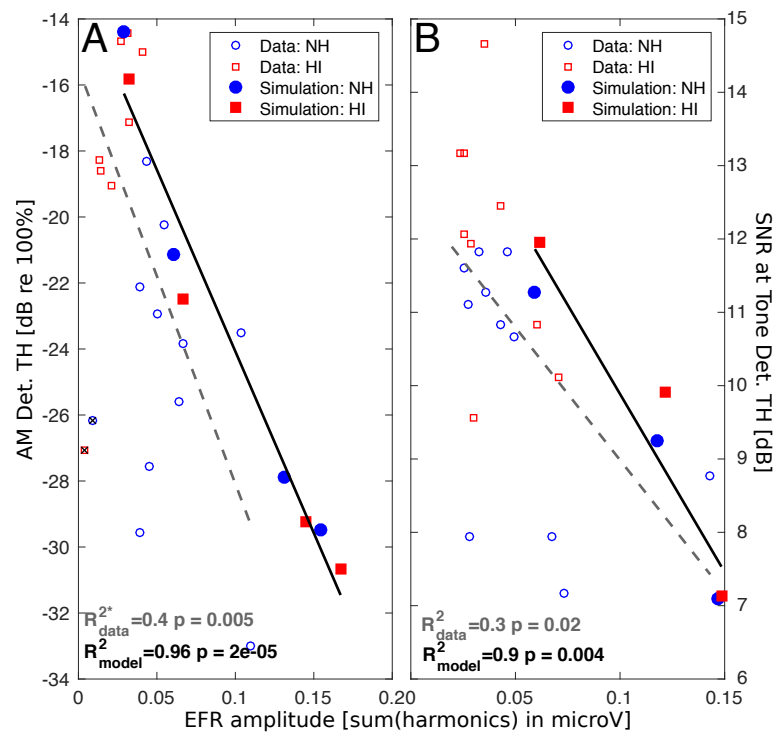 A
B
Data: NH
Data: HI
Simulation: NH
Simulation: HI
Data: NH
Data: HI
Simulation: NH
Simulation: HI
-14
-16
-18
-20
-22
-24
-26
-28
-30
-32
-34
AM Det. TH [dB re 100%]
15
14
13
12
11
10
9
8
7
6
SNR at Tone Det. TH [dB]
R2*data=0.4 p = 0.005
R2model=0.96 p = 2e-05
R2data=0.3 p = 0.02
R2model=0.9 p = 0.004
0 0.05 0.1 0.15 0.20 0.05 0.1 0.15
EFR amplitude [sum(harmonics) in microV]